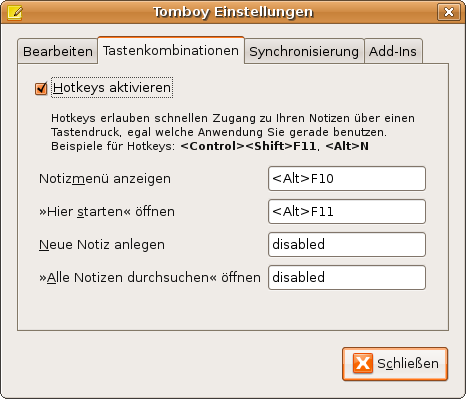 Tomboy Einstellungen
Bearbeiten Tastenkombinationen Synchronisierung Add-Ins
Hotkeys aktivieren
Hotkeys erlauben schnellen Zugang zu Ihren Notizen über einen
Tastendruck, egal welche Anwendung Sie gerade benutzen.
Beispiele für Hotkeys: <Control><Shift>F11, <Alt>N
Notizmenü anzeigen <Alt>F10
»Hier starten« öffnen <Alt>F11
Neue Notiz anlegen disabled
»Alle Notizen durchsuchen« öffnen disabled
Schließen